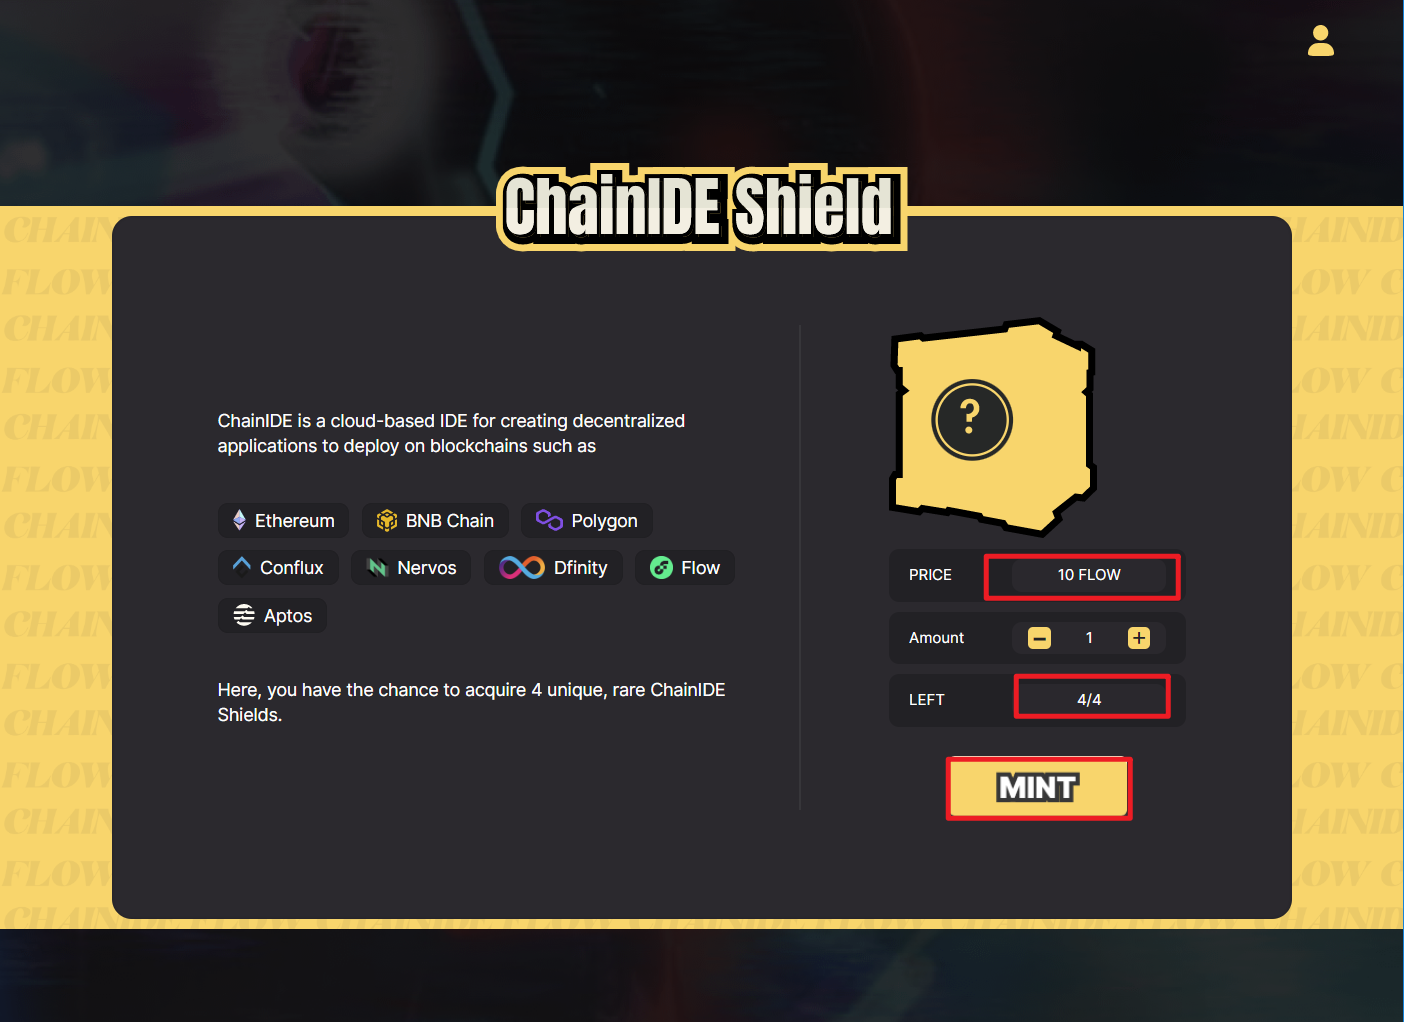 ChainIDE Shield
ChainIDE is a cloud-based IDE for creating decentralized
applications to deploy on blockchains such as
Ethereum
BNB Chain
Polygon
Conflux
Nervos
Dfinity
Flow
Aptos
Here, you have the chance to acquire 4 unique, rare ChainIDE
Shields.
?
PRICE 10 FLOW
Amount − 1 +
LEFT 4/4
MINT